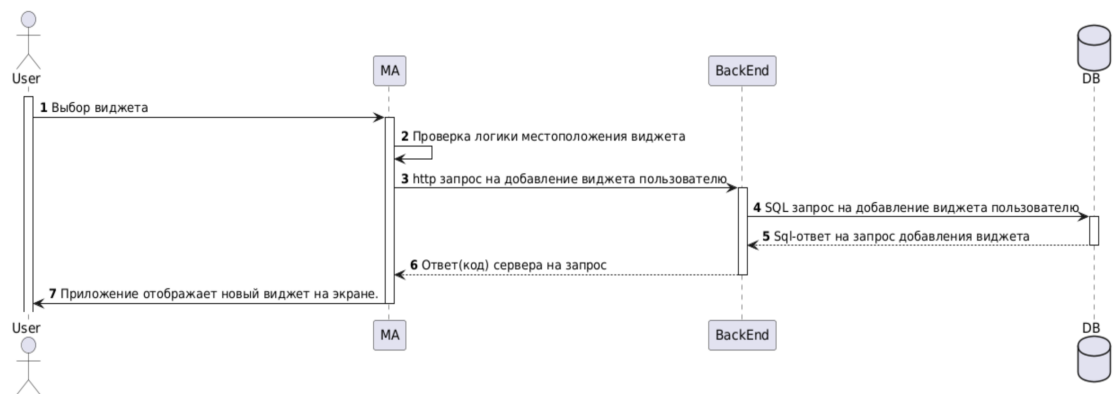 User
MA
BackEnd
DB
1 Выбор виджета
2 Проверка логики местоположения виджета
3 http запрос на добавление виджета пользователю
4 SQL запрос на добавление виджета пользователю
5 Sql-ответ на запрос добавления виджета
6 Ответ(код) сервера на запрос
7 Приложение отображает новый виджет на экране.
User
MA
BackEnd
DB